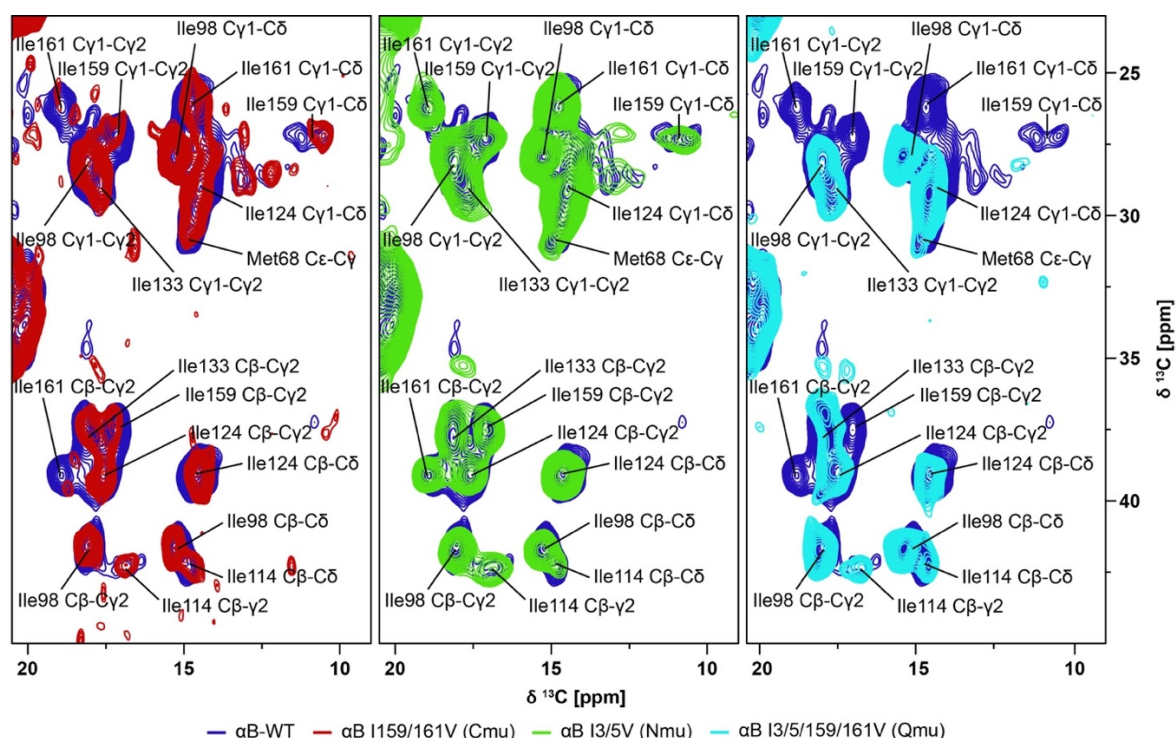 Ile98 Cγ1-Cδ
Ile161 Cγ1-Cγ2
Ile159 Cγ1-Cγ2
Ile161 Cγ1-Cδ
Ile159 Cγ1-Cδ
Ile124 Cγ1-Cδ
Ile98 Cγ1-Cγ2
Met68 Cε-Cγ
Ile133 Cγ1-Cγ2
Ile133 Cβ-Cγ2
Ile161 Cβ-Cγ2
Ile159 Cβ-Cγ2
Ile124 Cβ-Cγ2
Ile124 Cβ-Cδ
Ile98 Cβ-Cδ
Ile114 Cβ-Cδ
Ile98 Cβ-Cγ2
Ile114 Cβ-γ2
20 15 10
Ile98 Cγ1-Cδ
Ile161 Cγ1-Cγ2
Ile159 Cγ1-Cγ2
Ile161 Cγ1-Cδ
Ile159 Cγ1-Cδ
Ile124 Cγ1-Cδ
Ile98 Cγ1-Cγ2
Met68 Cε-Cγ
Ile133 Cγ1-Cγ2
Ile133 Cβ-Cγ2
Ile161 Cβ-Cγ2
Ile159 Cβ-Cγ2
Ile124 Cβ-Cγ2
Ile124 Cβ-Cδ
Ile98 Cβ-Cδ
Ile114 Cβ-Cδ
Ile98 Cβ-Cγ2
Ile114 Cβ-γ2
20 15 10
Ile98 Cγ1-Cδ
Ile161 Cγ1-Cγ2
Ile159 Cγ1-Cγ2
Ile161 Cγ1-Cδ
Ile159 Cγ1-Cδ
Ile124 Cγ1-Cδ
Ile98 Cγ1-Cγ2
Met68 Cε-Cγ
Ile133 Cγ1-Cγ2
Ile133 Cβ-Cγ2
Ile161 Cβ-Cγ2
Ile159 Cβ-Cγ2
Ile124 Cβ-Cγ2
Ile124 Cβ-Cδ
Ile98 Cβ-Cδ
Ile114 Cβ-Cδ
Ile98 Cβ-Cγ2
Ile114 Cβ-γ2
20 15 10
25
30
35
40
δ ¹³C [ppm]
δ ¹³C [ppm]
αB-WT αB I159/161V (Cmu) αB I3/5V (Nmu) αB I3/5/159/161V (Qmu)